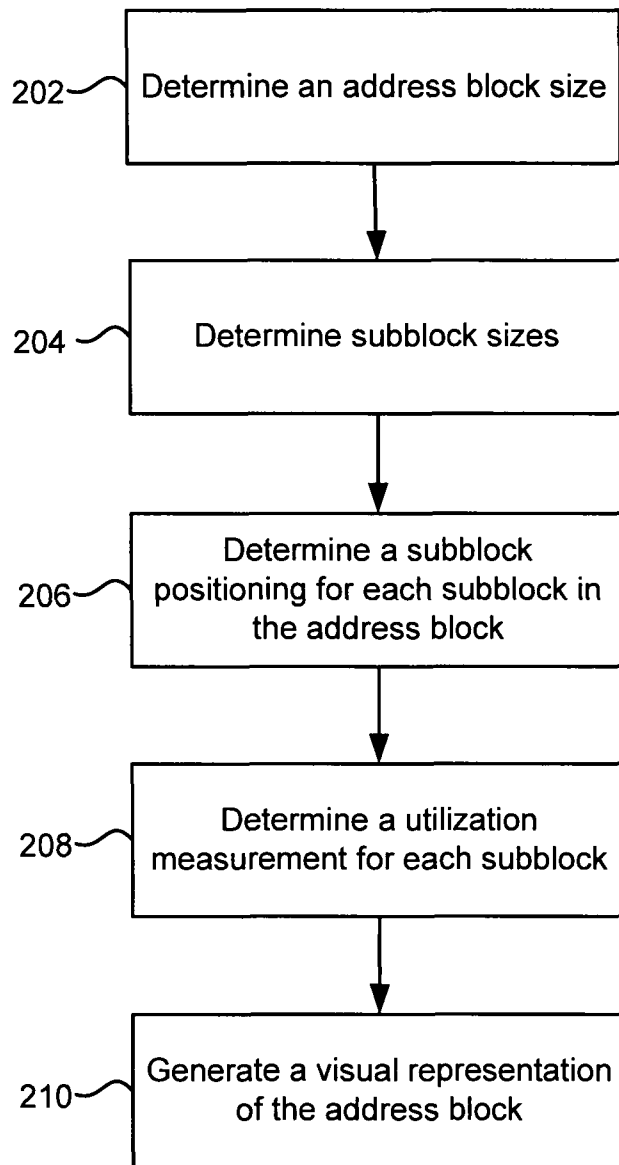 202
Determine an address block size
204
Determine subblock sizes
206
Determine a subblock
positioning for each subblock in
the address block
208
Determine a utilization
measurement for each subblock
210
Generate a visual representation
of the address block